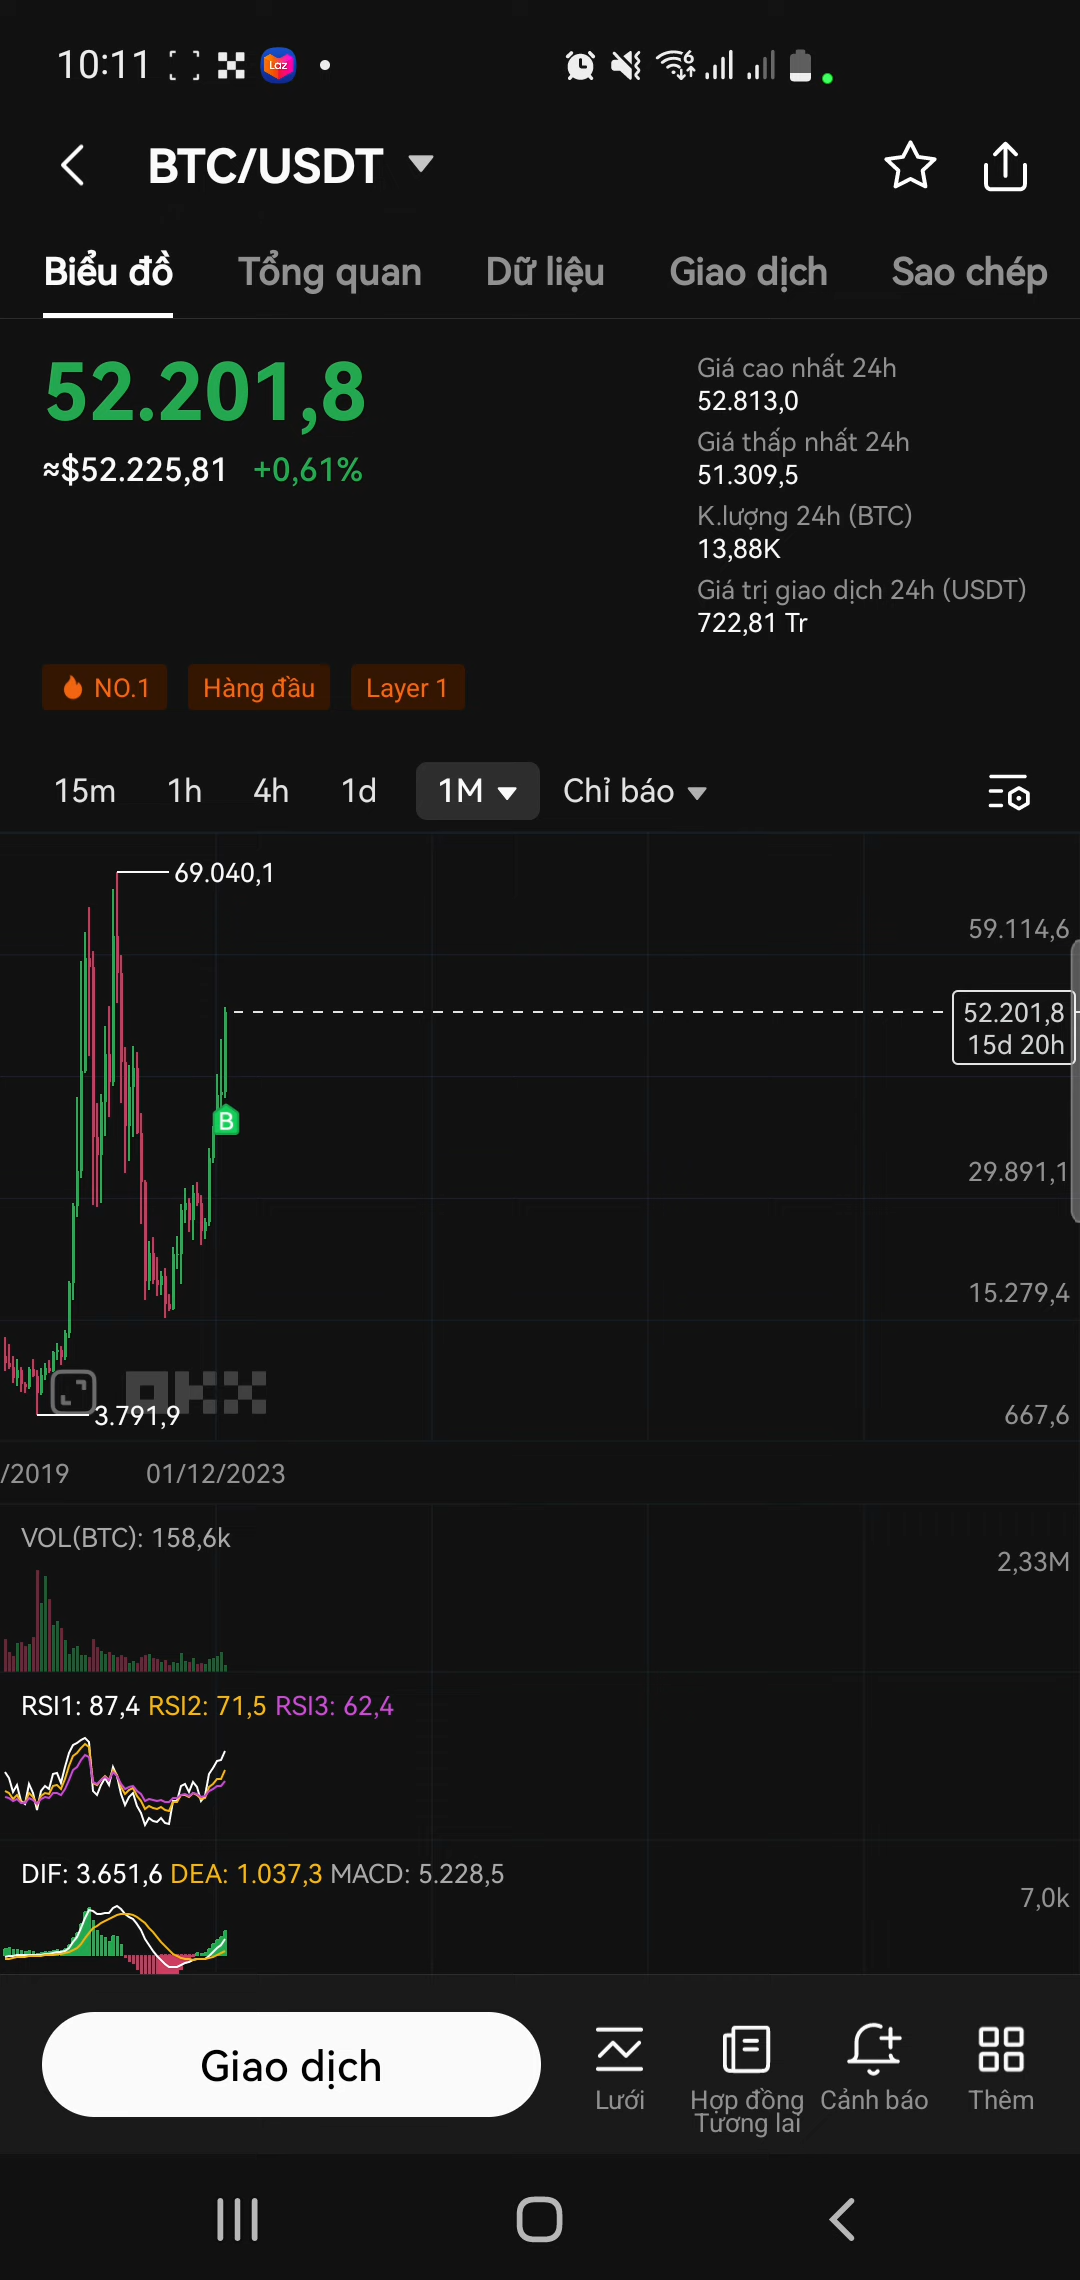 10:11
Laz
BTC/USDT
Biểu đồ Tổng quan Dữ liệu Giao dịch Sao chép
52.201,8
≈$52.225,81 +0,61%
Giá cao nhất 24h
52.813,0
Giá thấp nhất 24h
51.309,5
K.lượng 24h (BTC)
13,88K
Giá trị giao dịch 24h (USDT)
722,81 Tr
NO.1 Hàng đầu Layer 1
15m 1h 4h 1d 1M Chỉ báo
69.040,1
59.114,6
52.201,8
15d 20h
B
29.891,1
15.279,4
OKX
3.791,9
667,6
/2019 01/12/2023
VOL(BTC): 158,6k
2,33M
RSI1: 87,4 RSI2: 71,5 RSI3: 62,4
DIF: 3.651,6 DEA: 1.037,3 MACD: 5.228,5
7,0k
Giao dịch
Lưới
Hợp đồng
Tương lai
Cảnh báo
Thêm